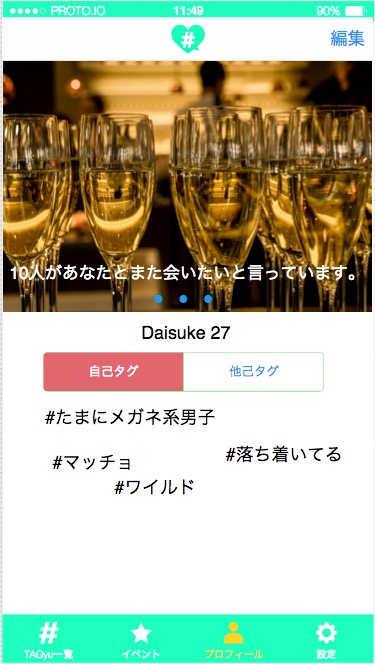 PROTO.IO 11:49 90%
#
編集
10人があなたとまた会いたいと言っています。
Daisuke 27
自己タグ 他己タグ
#たまにメガネ系男子
#落ち着いてる
#マッチョ
#ワイルド
#
TAGyu一覧 イベント プロフィール 設定